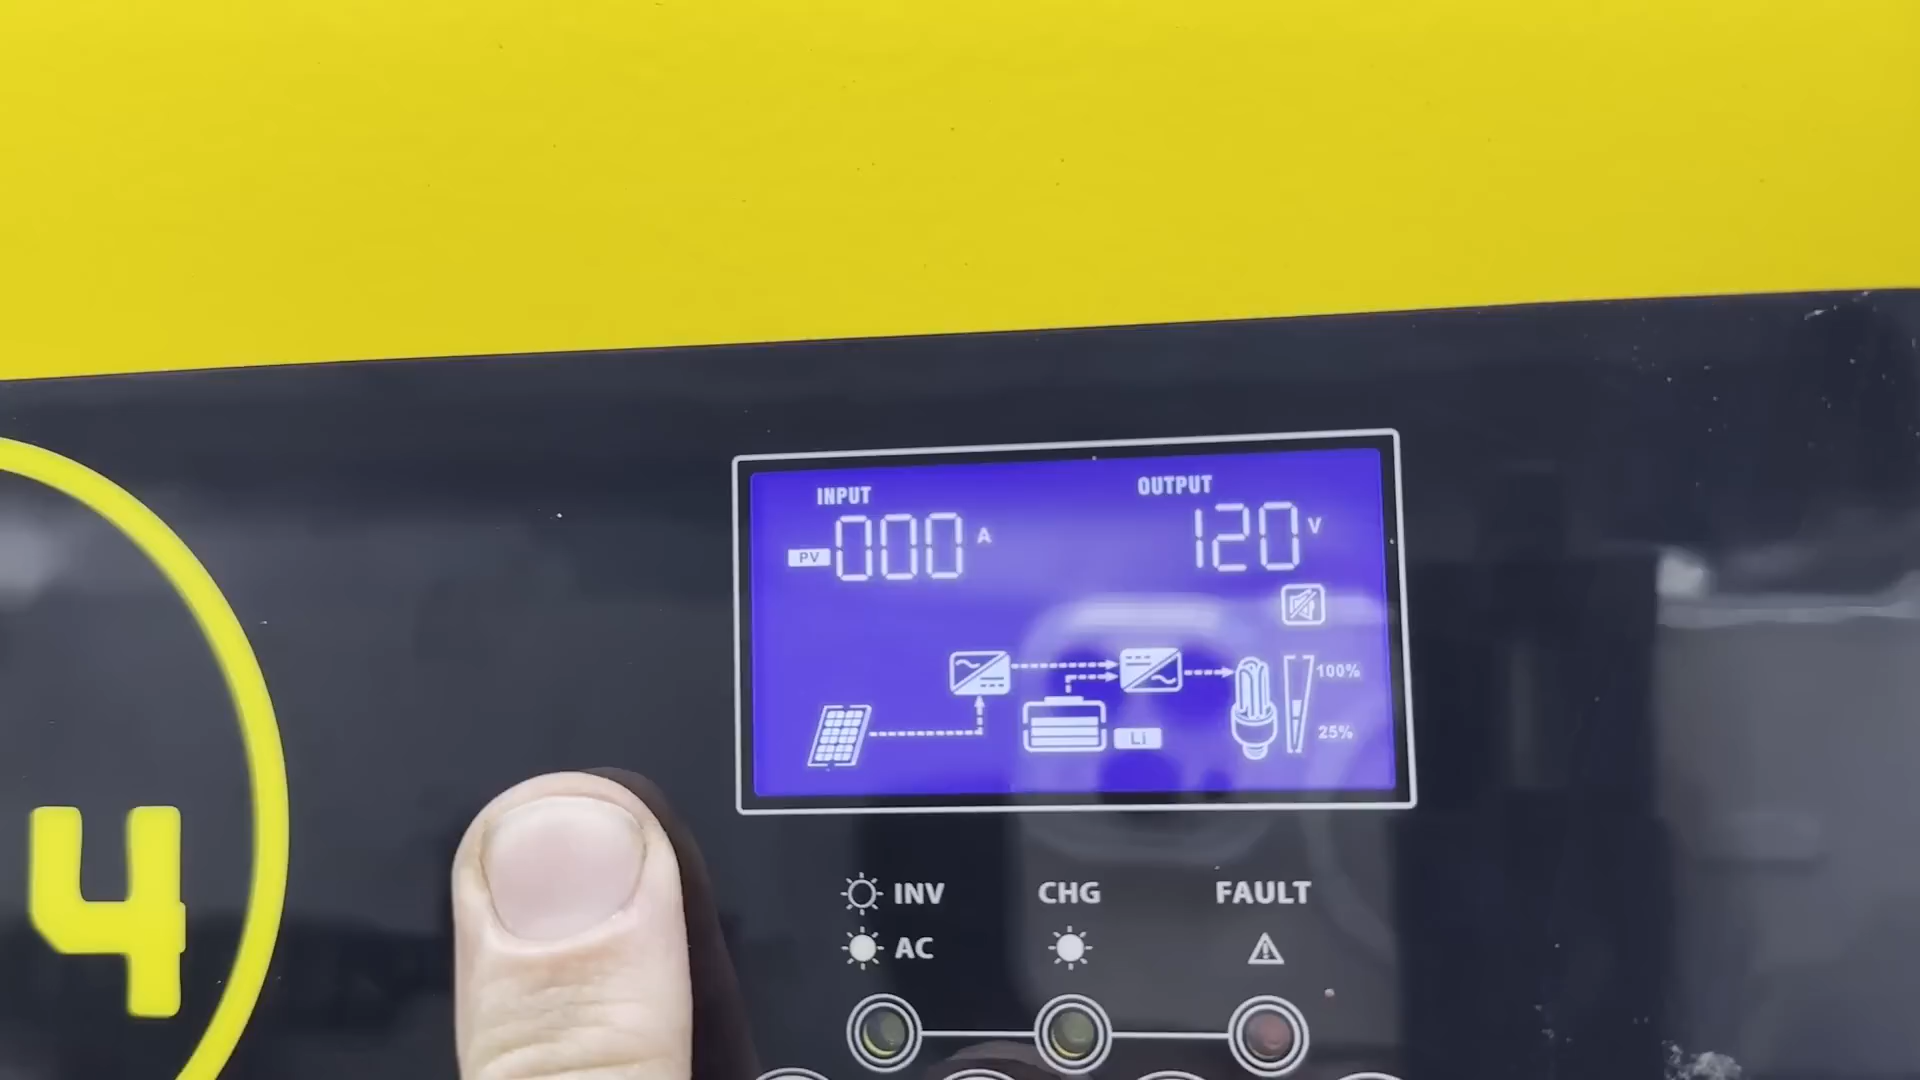 INPUT
OUTPUT
PV 000 A
120 V
100%
LI
25%
4
INV
CHG
FAULT
AC